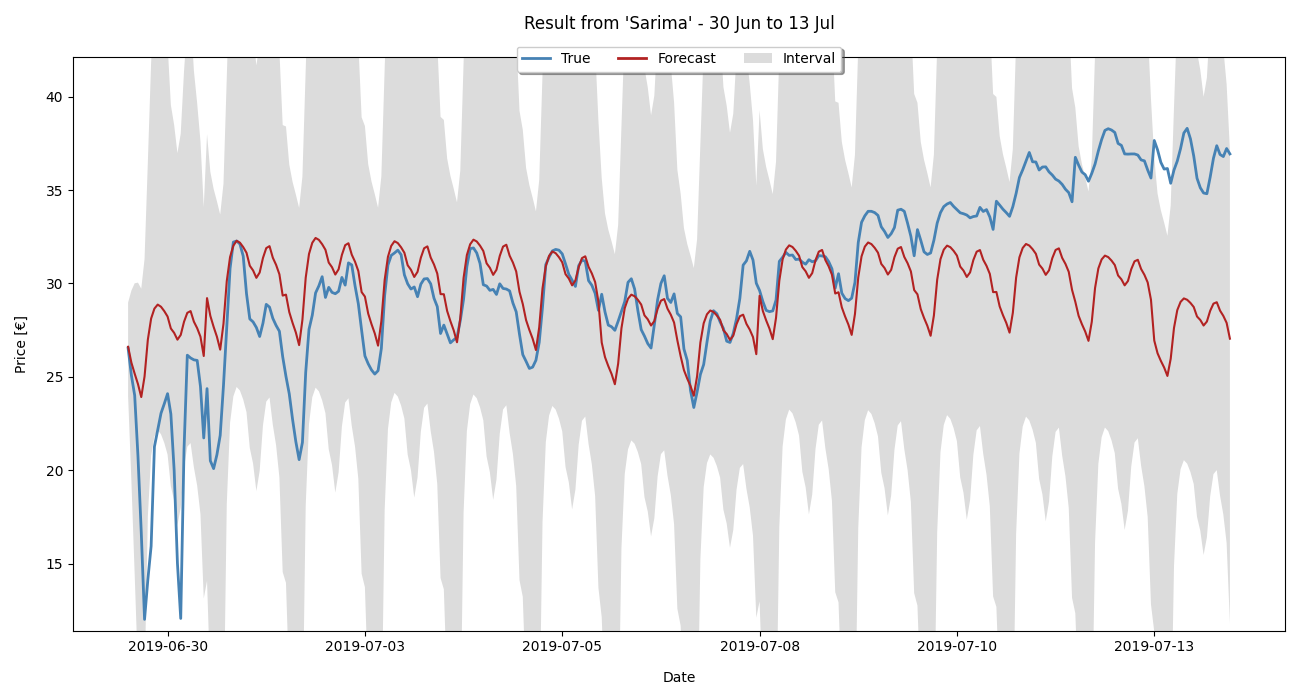 Result from 'Sarima' - 30 Jun to 13 Jul
True Forecast Interval
40
35
30
25
20
15
Price [€]
2019-06-30 2019-07-03 2019-07-05 2019-07-08 2019-07-10 2019-07-13
Date